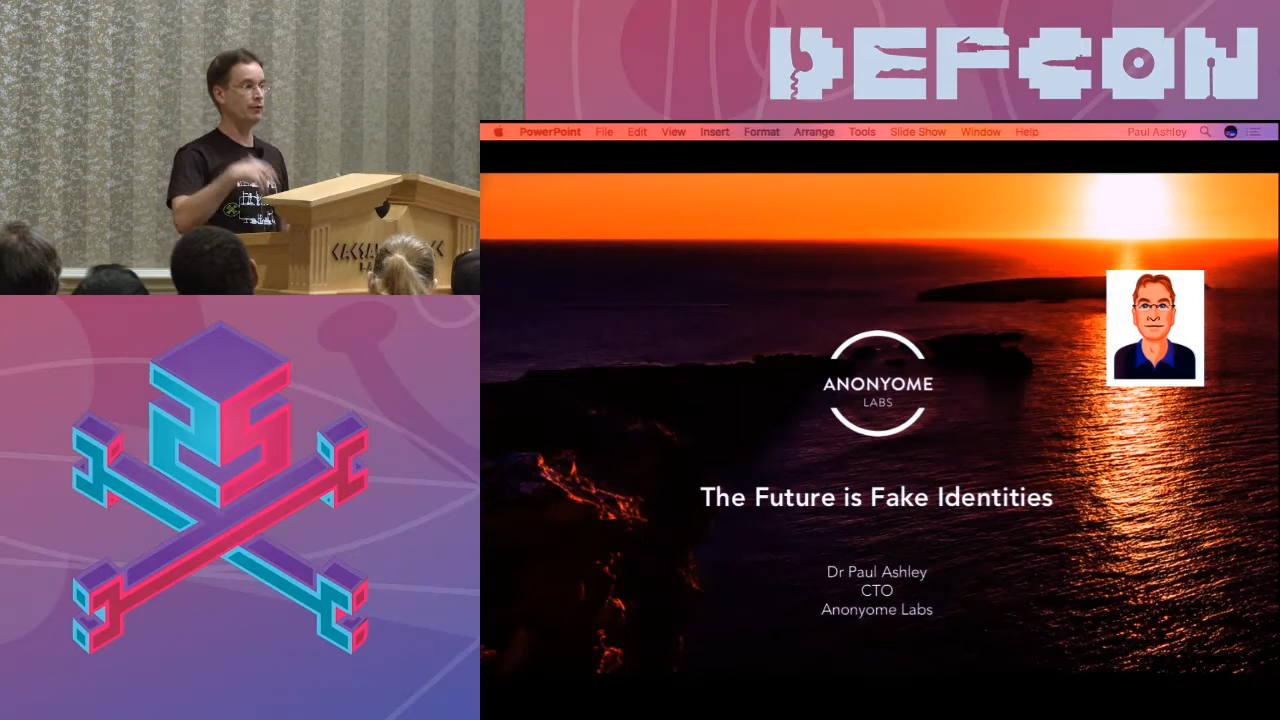 DEFCON
PowerPoint File Edit View Insert Format Arrange Tools Slide Show Window Help Paul Ashley
ANONYOME
LABS
The Future is Fake Identities
Dr Paul Ashley
CTO
Anonyome Labs